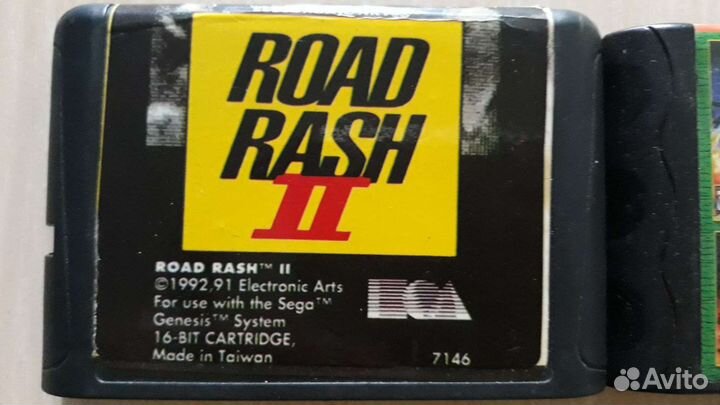 ROAD
RASH
II
ROAD RASH™ II
©1992,91 Electronic Arts
For use with the Sega™
Genesis™ System
16-BIT CARTRIDGE,
Made in Taiwan
EA
7146
Avito